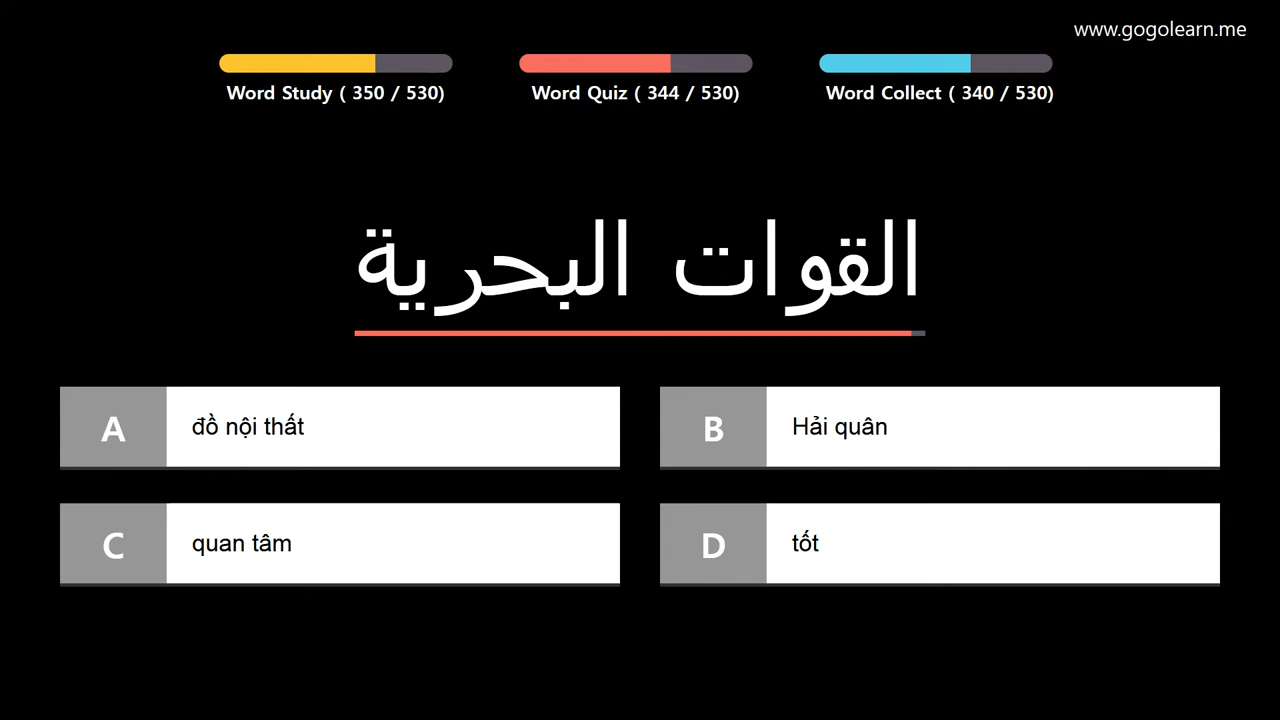 www.gogolearn.me
Word Study ( 350 / 530)
Word Quiz ( 344 / 530)
Word Collect ( 340 / 530)
القوات البحرية
A
đồ nội thất
B
Hải quân
C
quan tâm
D
tốt